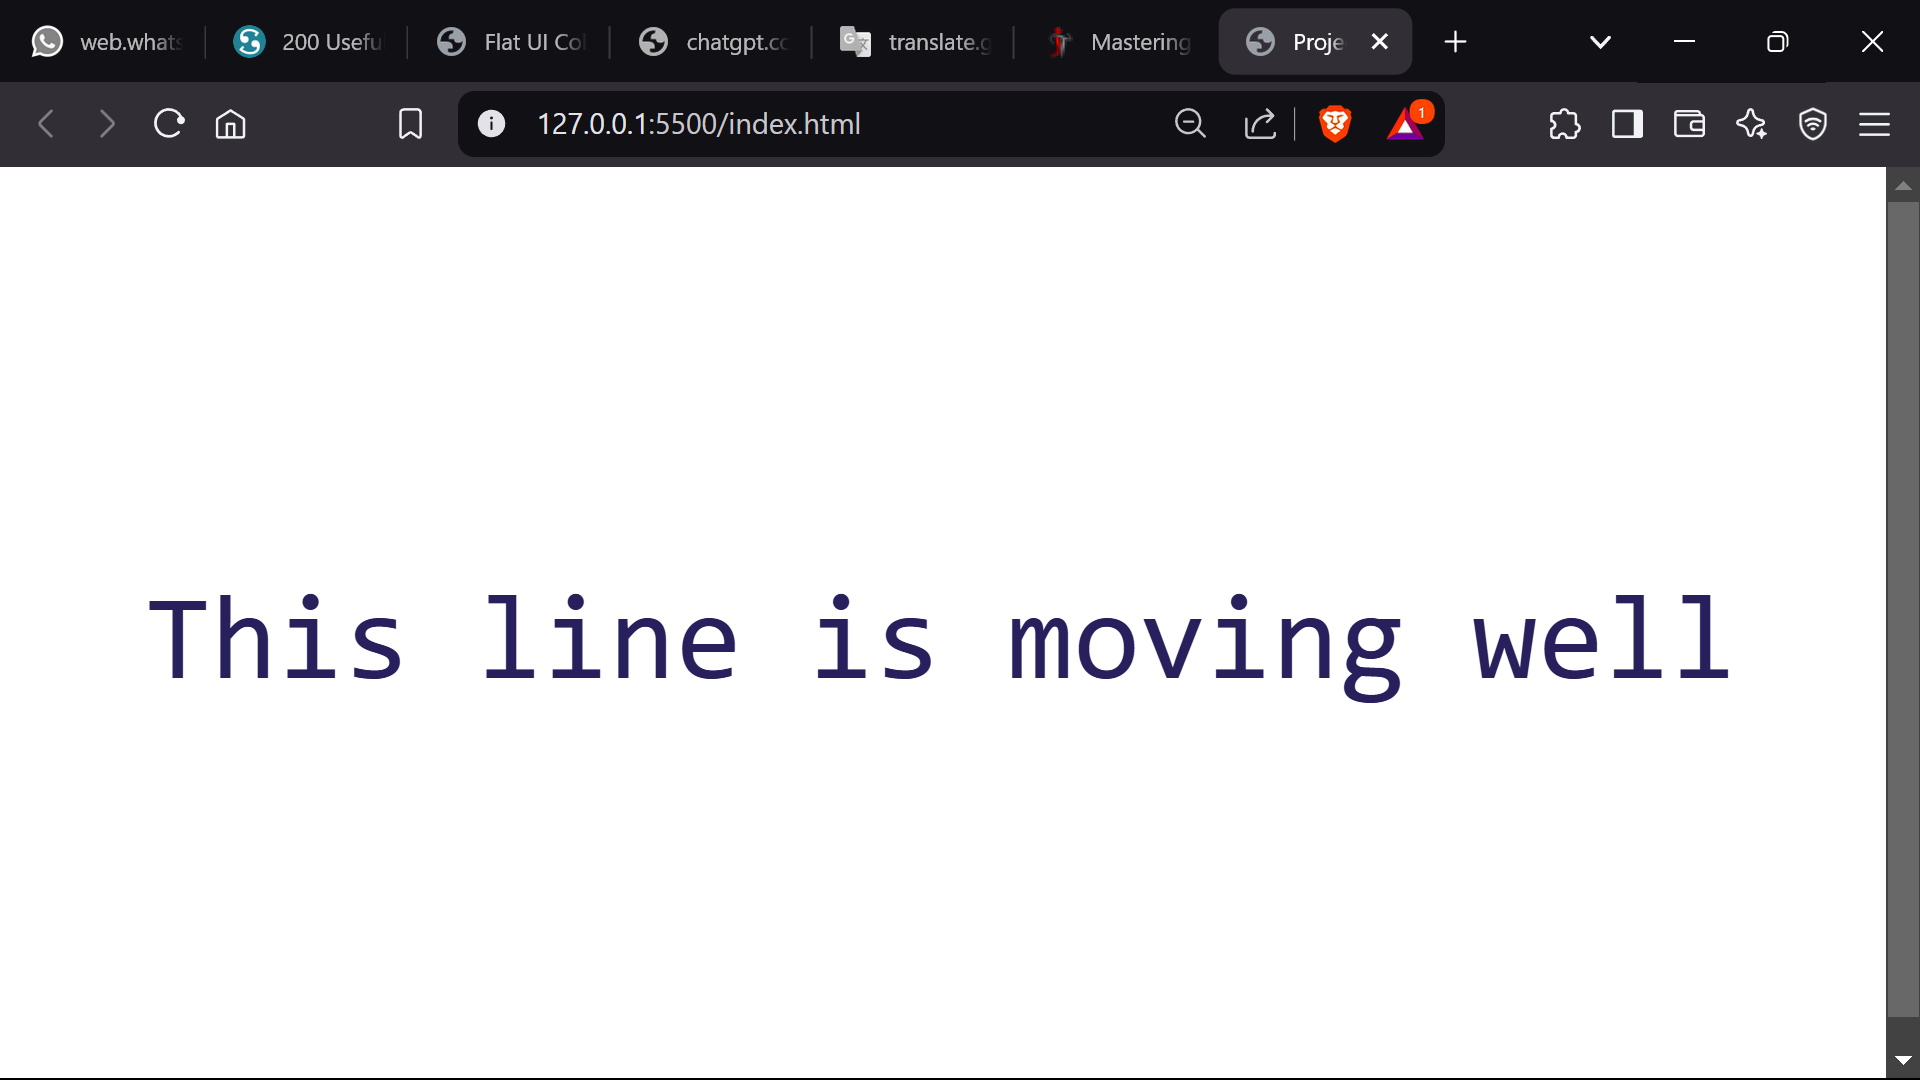 web.whats
200 Usefu
Flat UI Col
chatgpt.cc
translate.g
Mastering
Proje
127.0.0.1:5500/index.html
1
This line is moving well